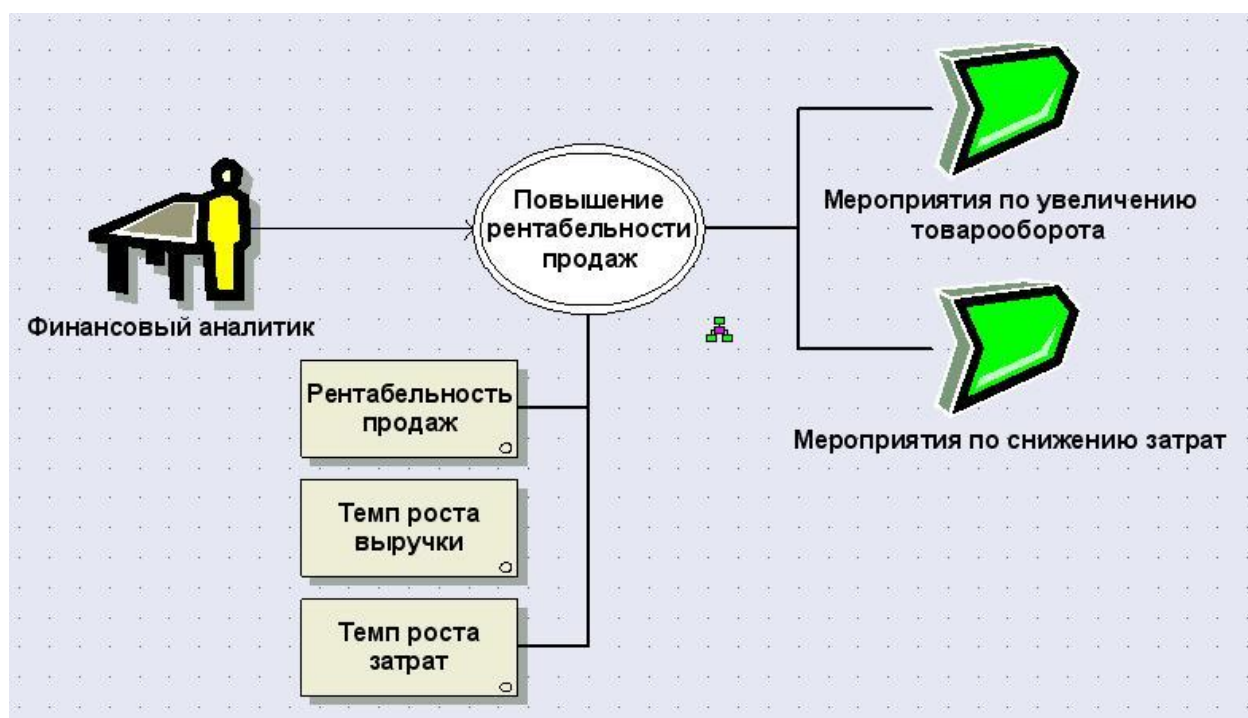 Повышение
рентабельности
продаж
Мероприятия по увеличению
товарооборота
Финансовый аналитик
Рентабельность
продаж
Мероприятия по снижению затрат
Темп роста
выручки
Темп роста
затрат